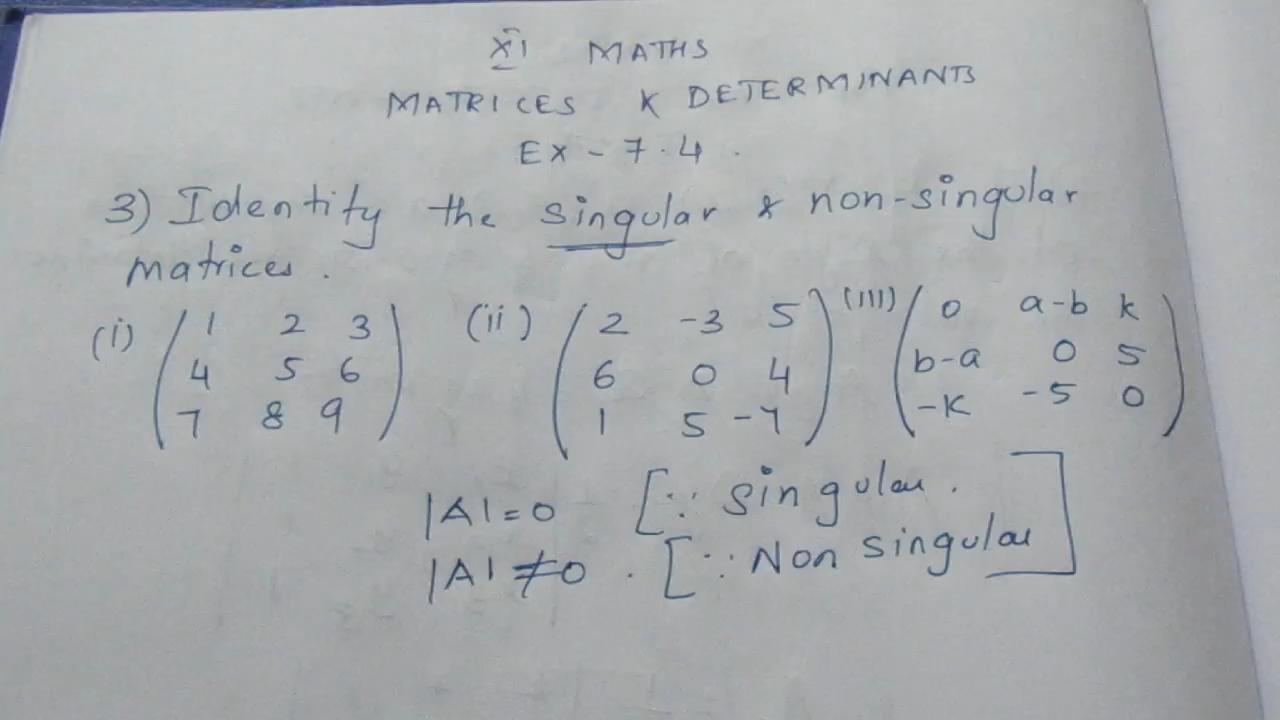 XI MATHS
MATRICES & DETERMINANTS
EX - 7.4.
3) Identify the singular & non-singular
matrices.
(i) ( 1 2 3 (ii) ( 2 -3 5 ) (III) ( 0 a-b k )
4 5 6 6 0 4 b-a 0 5
7 8 9 ) 1 5 -7 -K -5 0
|A| = 0 [∵ singular.
|A| ≠ 0. [∵ Non singular]